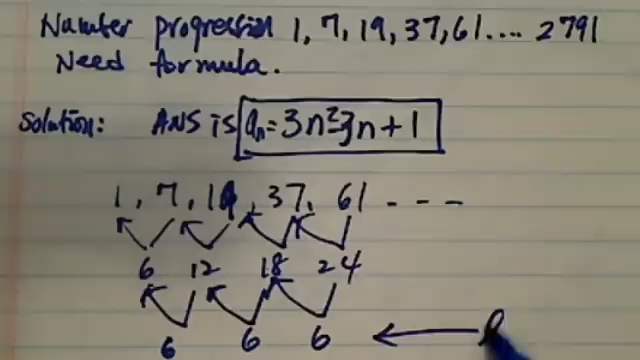 Number progression 1, 7, 19, 37, 61.... 2791
Need formula.
Solution: ANS is aₙ = 3n² - 3n + 1
1, 7, 19, 37, 61 - - -
6 12 18 24
6 6 6